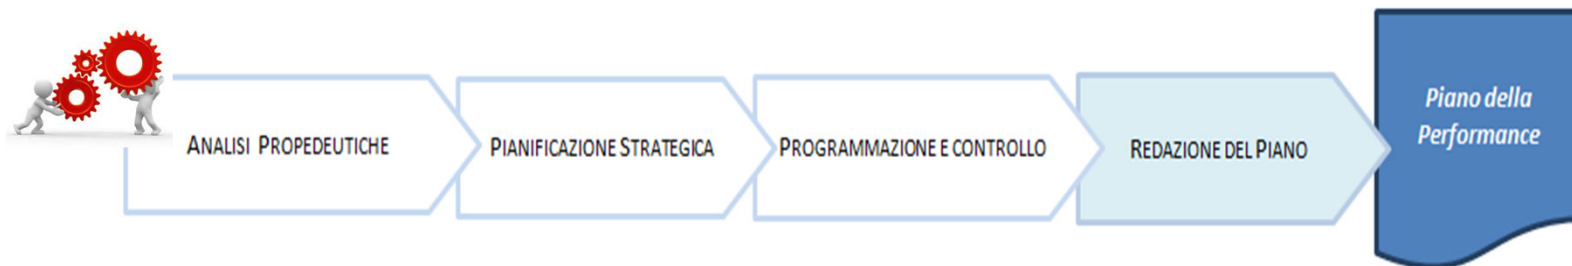 ANALISI PROPEDEUTICHE
PIANIFICAZIONE STRATEGICA
PROGRAMMAZIONE E CONTROLLO
REDAZIONE DEL PIANO
Piano della
Performance